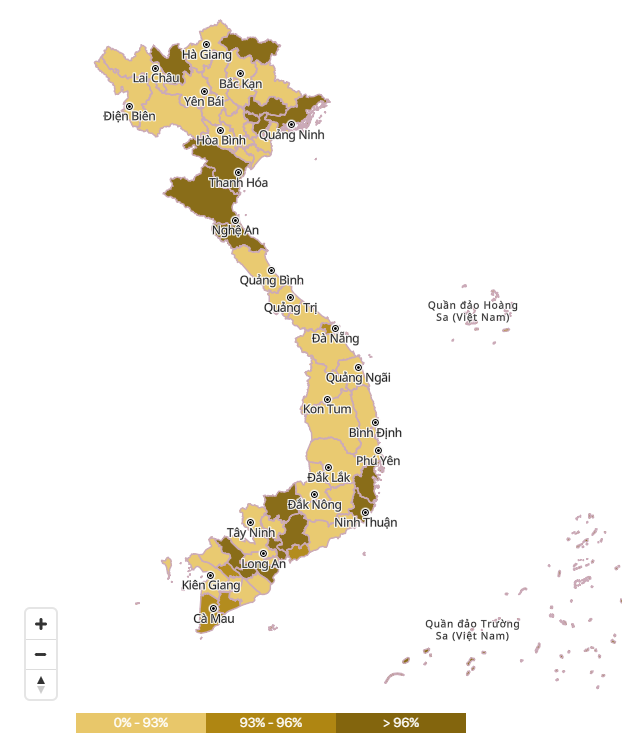 Hà Giang
Lai Châu
Bắc Kạn
Yên Bái
Điện Biên
Quảng Ninh
Hòa Bình
Thanh Hóa
Nghệ An
Quảng Bình
Quần đảo Hoàng
Sa (Việt Nam)
Quảng Trị
Đà Nẵng
Quảng Ngãi
Kon Tum
Bình Định
Phú Yên
Đắk Lắk
Đắk Nông
Ninh Thuận
Tây Ninh
Long An
Kiên Giang
Cà Mau
Quần đảo Trường
Sa (Việt Nam)
0% - 93%
93% - 96%
> 96%